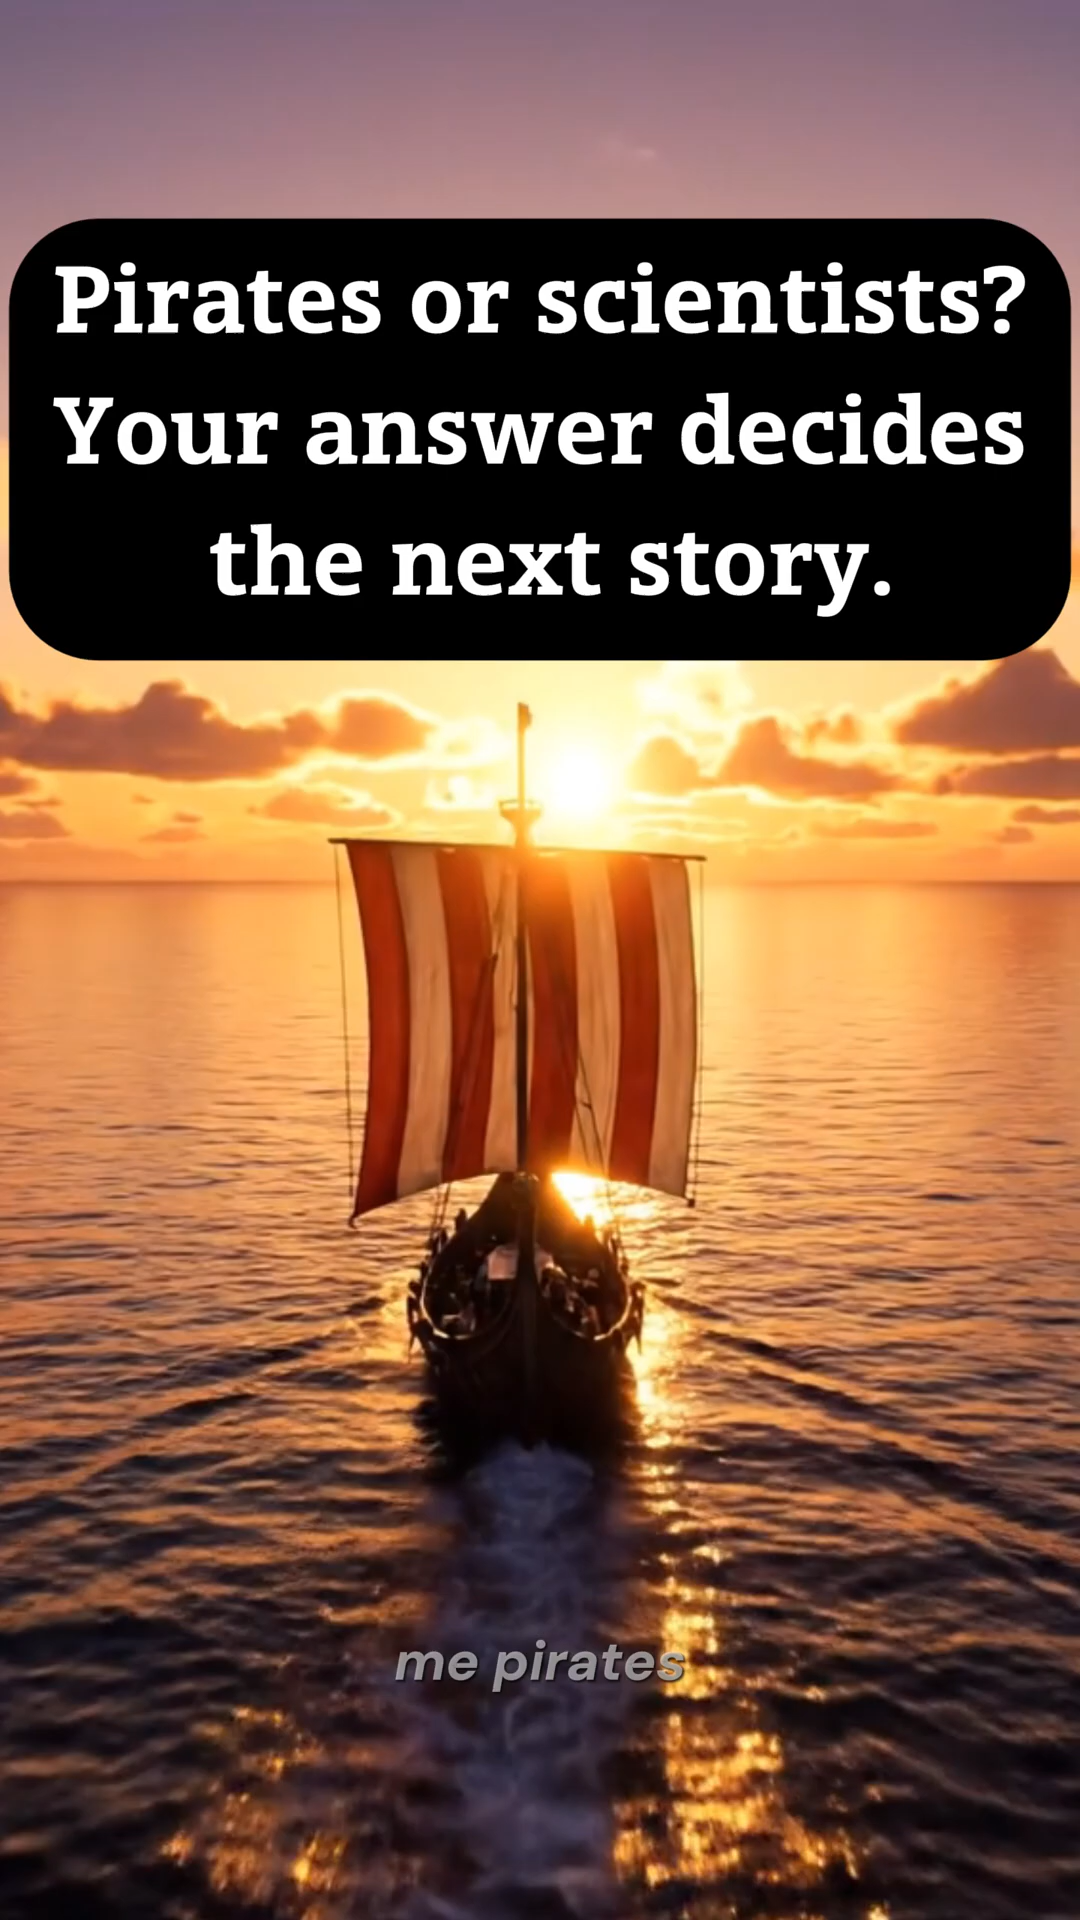 Pirates or scientists?
Your answer decides
the next story.
me pirates